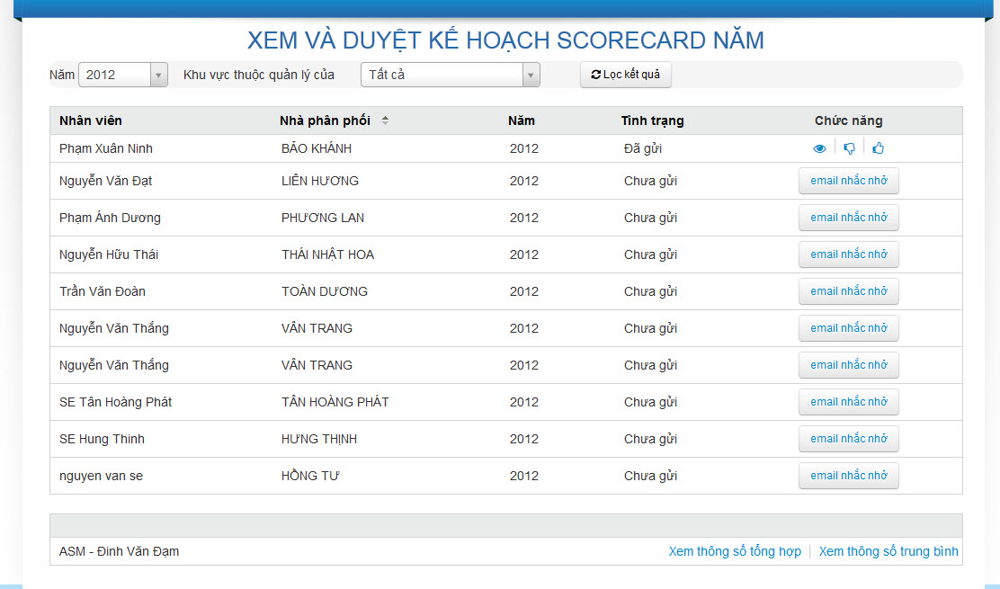 XEM VÀ DUYỆT KẾ HOẠCH SCORECARD NĂM
Năm 2012 Khu vực thuộc quản lý của Tất cả Lọc kết quả
Nhân viên Nhà phân phối Năm Tình trạng Chức năng
Phạm Xuân Ninh BẢO KHÁNH 2012 Đã gửi
Nguyễn Văn Đạt LIÊN HƯƠNG 2012 Chưa gửi email nhắc nhở
Phạm Ánh Dương PHƯƠNG LAN 2012 Chưa gửi email nhắc nhở
Nguyễn Hữu Thái THÁI NHẬT HOA 2012 Chưa gửi email nhắc nhở
Trần Văn Đoàn TOÀN DƯƠNG 2012 Chưa gửi email nhắc nhở
Nguyễn Văn Thắng VÂN TRANG 2012 Chưa gửi email nhắc nhở
Nguyễn Văn Thắng VÂN TRANG 2012 Chưa gửi email nhắc nhở
SE Tân Hoàng Phát TÂN HOÀNG PHÁT 2012 Chưa gửi email nhắc nhở
SE Hung Thinh HƯNG THỊNH 2012 Chưa gửi email nhắc nhở
nguyen van se HỒNG TƯ 2012 Chưa gửi email nhắc nhở
ASM - Đinh Văn Đạm Xem thông số tổng hợp Xem thông số trung bình